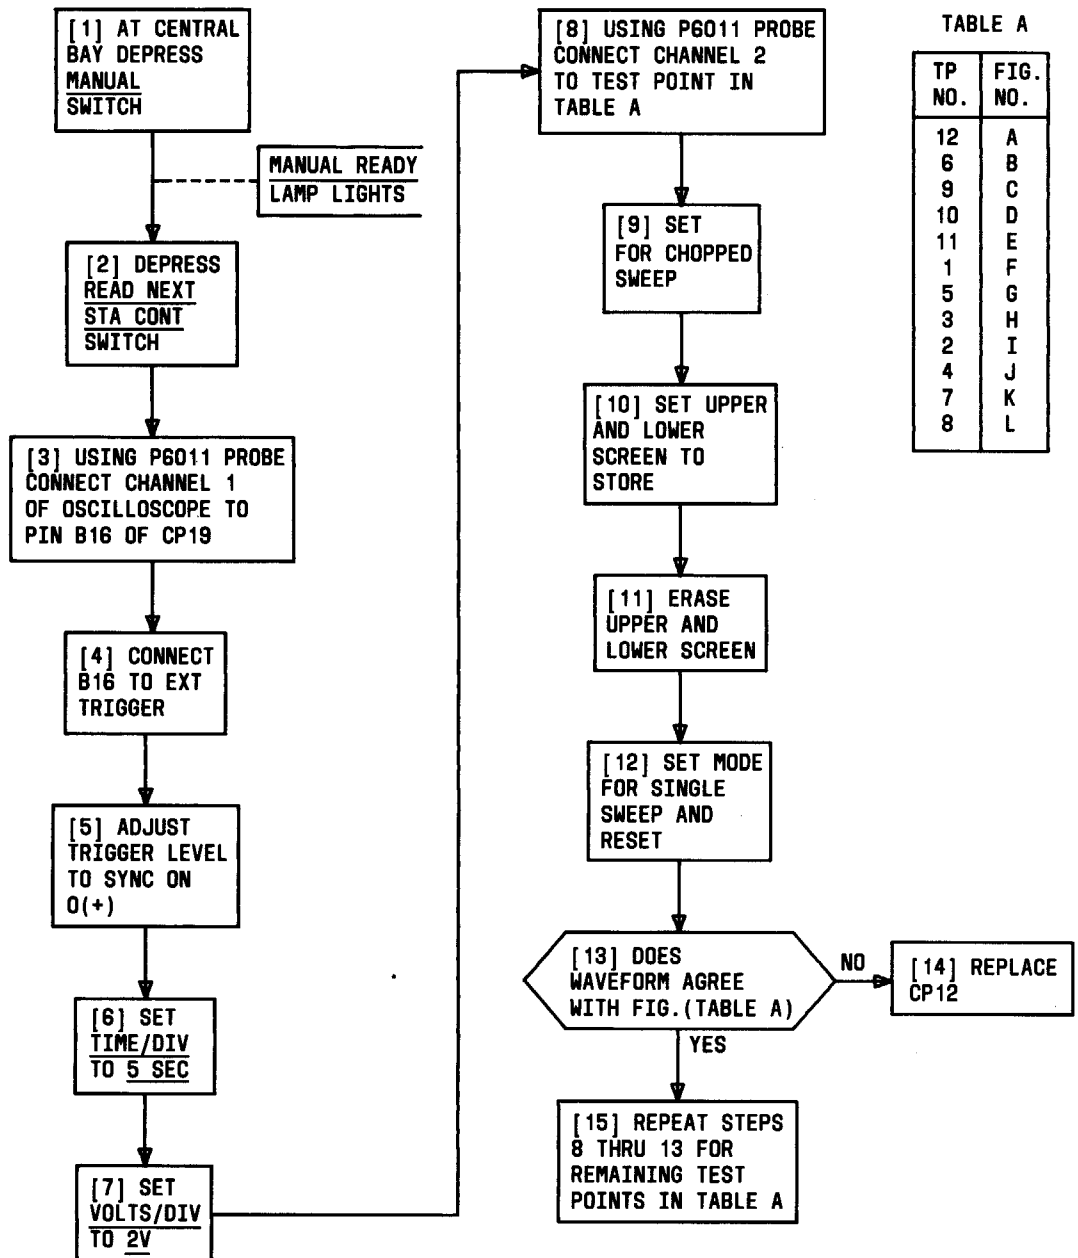 [1] AT CENTRAL
BAY DEPRESS
MANUAL
SWITCH
MANUAL READY
LAMP LIGHTS
[2] DEPRESS
READ NEXT
STA CONT
SWITCH
[3] USING P6011 PROBE
CONNECT CHANNEL 1
OF OSCILLOSCOPE TO
PIN B16 OF CP19
[4] CONNECT
B16 TO EXT
TRIGGER
[5] ADJUST
TRIGGER LEVEL
TO SYNC ON
0(+)
[6] SET
TIME/DIV
TO 5 SEC
[7] SET
VOLTS/DIV
TO 2V
[8] USING P6011 PROBE
CONNECT CHANNEL 2
TO TEST POINT IN
TABLE A
[9] SET
FOR CHOPPED
SWEEP
[10] SET UPPER
AND LOWER
SCREEN TO
STORE
[11] ERASE
UPPER AND
LOWER SCREEN
[12] SET MODE
FOR SINGLE
SWEEP AND
RESET
[13] DOES
WAVEFORM AGREE
WITH FIG.(TABLE A)
NO
[14] REPLACE
CP12
YES
[15] REPEAT STEPS
8 THRU 13 FOR
REMAINING TEST
POINTS IN TABLE A
TABLE A
TP FIG.
NO. NO.
12 A
6 B
9 C
10 D
11 E
1 F
5 G
3 H
2 I
4 J
7 K
8 L